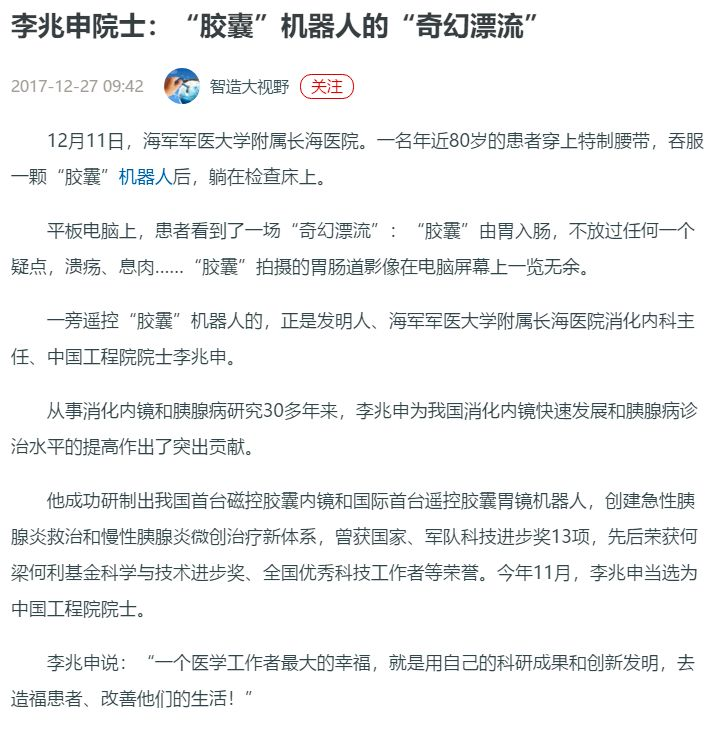 李兆申院士：“胶囊”机器人的“奇幻漂流”
2017-12-27 09:42 智造大视野 关注
12月11日，海军军医大学附属长海医院。一名年近80岁的患者穿上特制腰带，吞服
一颗“胶囊”机器人后，躺在检查床上。
平板电脑上，患者看到了一场“奇幻漂流”：“胶囊”由胃入肠，不放过任何一个
疑点，溃疡、息肉……“胶囊”拍摄的胃肠道影像在电脑屏幕上一览无余。
一旁遥控“胶囊”机器人的，正是发明人、海军军医大学附属长海医院消化内科主
任、中国工程院院士李兆申。
从事消化内镜和胰腺病研究30多年来，李兆申为我国消化内镜快速发展和胰腺病诊
治水平的提高作出了突出贡献。
他成功研制出我国首台磁控胶囊内镜和国际首台遥控胶囊胃镜机器人，创建急性胰
腺炎救治和慢性胰腺炎微创治疗新体系，曾获国家、军队科技进步奖13项，先后荣获何
梁何利基金科学与技术进步奖、全国优秀科技工作者等荣誉。今年11月，李兆申当选为
中国工程院院士。
李兆申说：“一个医学工作者最大的幸福，就是用自己的科研成果和创新发明，去
造福患者、改善他们的生活！”